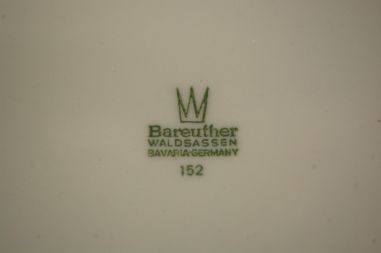 Bareuther
WALDSASSEN
BAVARIA-GERMANY
152